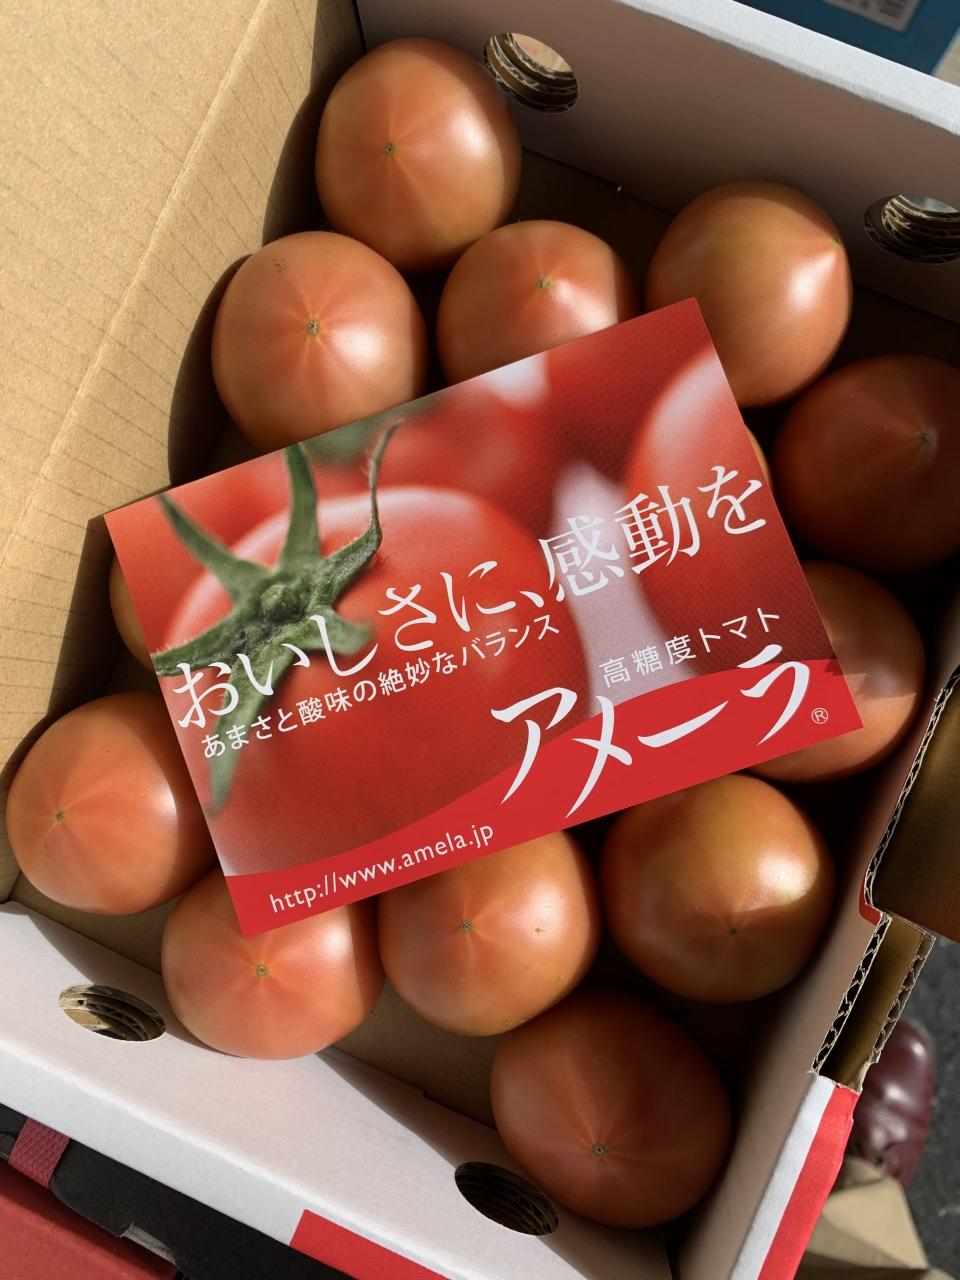 おいしさに、感動を
あまさと酸味の絶妙なバランス
高糖度トマト
アメーラ®
http://www.amela.jp